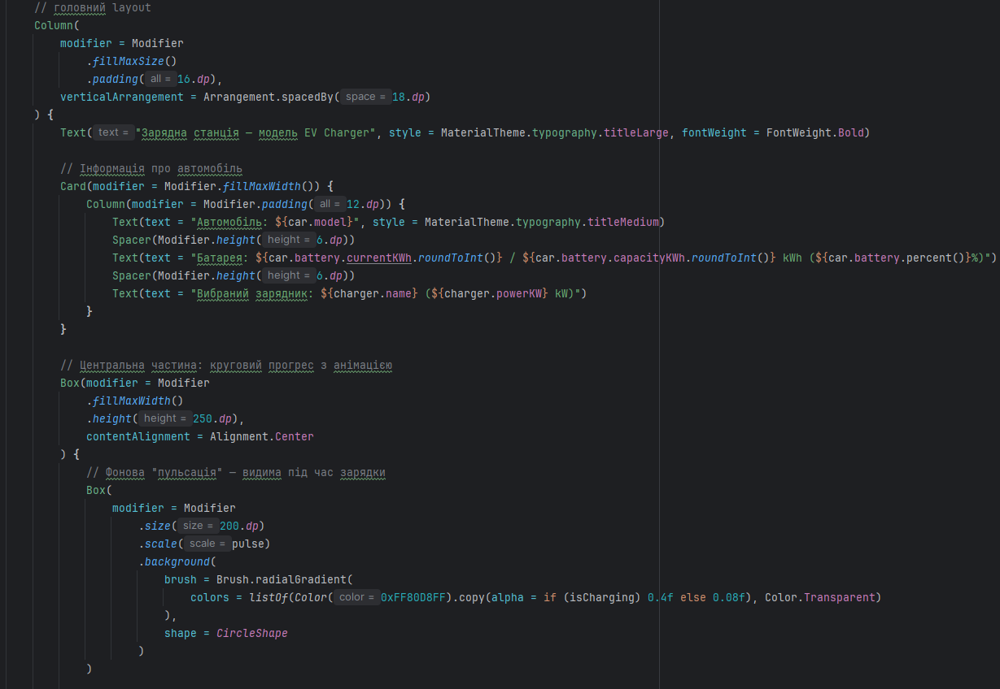 // головний layout
Column(
    modifier = Modifier
        .fillMaxSize()
        .padding( all = 16.dp),
    verticalArrangement = Arrangement.spacedBy( space = 18.dp)
) {
    Text( text = "Зарядна станція — модель EV Charger", style = MaterialTheme.typography.titleLarge, fontWeight = FontWeight.Bold)

    // Інформація про автомобіль
    Card(modifier = Modifier.fillMaxWidth()) {
        Column(modifier = Modifier.padding( all = 12.dp)) {
            Text(text = "Автомобіль: ${car.model}", style = MaterialTheme.typography.titleMedium)
            Spacer(Modifier.height( height = 6.dp))
            Text(text = "Батарея: ${car.battery.currentKWh.roundToInt()} / ${car.battery.capacityKWh.roundToInt()} kWh (${car.battery.percent()}%)")
            Spacer(Modifier.height( height = 6.dp))
            Text(text = "Вибраний зарядник: ${charger.name} (${charger.powerKW} kW)")
        }
    }

    // Центральна частина: круговий прогрес з анімацією
    Box(modifier = Modifier
        .fillMaxWidth()
        .height( height = 250.dp),
        contentAlignment = Alignment.Center
    ) {
        // Фонова "пульсація" — видима під час зарядки
        Box(
            modifier = Modifier
                .size( size = 200.dp)
                .scale( scale = pulse)
                .background(
                    brush = Brush.radialGradient(
                        colors = listOf(Color( color = 0xFF80D8FF).copy(alpha = if (isCharging) 0.4f else 0.08f), Color.Transparent)
                    ),
                    shape = CircleShape
                )
        )